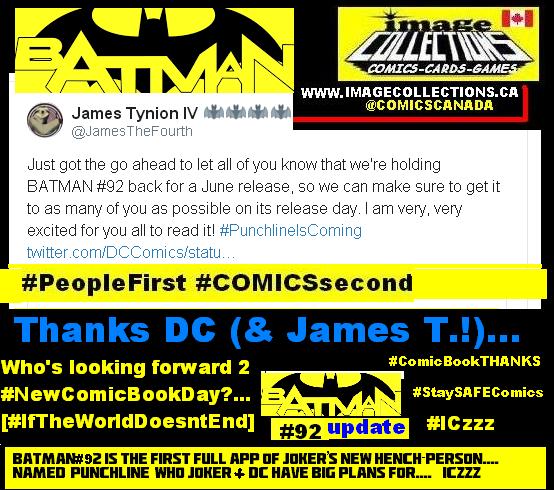 BATMAN
image
COLLECTIONS
COMICS-CARDS-GAMES
WWW.IMAGECOLLECTIONS.CA
@COMICSCANADA
James Tynion IV
@JamesTheFourth
Just got the go ahead to let all of you know that we're holding
BATMAN #92 back for a June release, so we can make sure to get it
to as many of you as possible on its release day. I am very, very
excited for you all to read it! #PunchlineIsComing
twitter.com/DCComics/statu…
#PeopleFirst #COMICSsecond
Thanks DC (& James T.!)...
Who's looking forward 2
#NewComicBookDay?...
[#IfTheWorldDoesntEnd]
BATMAN
#92 update
#ComicBookTHANKS
#StaySAFEComics
#ICzzz
BATMAN#92 IS THE FIRST FULL APP OF JOKER'S NEW HENCH-PERSON....
NAMED PUNCHLINE WHO JOKER + DC HAVE BIG PLANS FOR.... ICZZZ